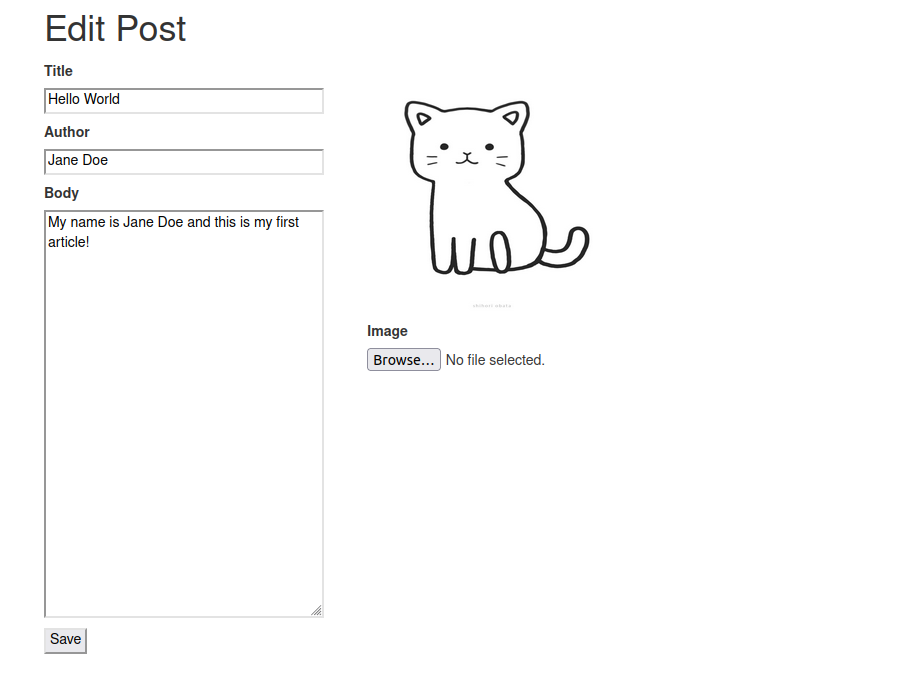 Edit Post
Title
Hello World
Author
Jane Doe
Body
My name is Jane Doe and this is my first
article!
Save
Image
Browse...
No file selected.